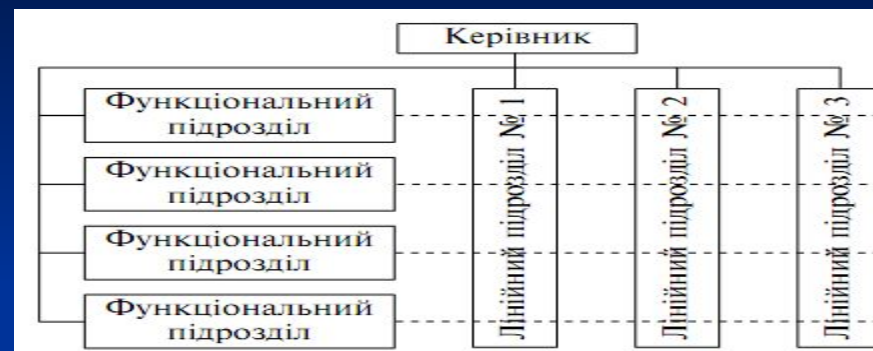 Керівник
Функціональний
підрозділ
Функціональний
підрозділ
Функціональний
підрозділ
Функціональний
підрозділ
Лінійний підрозділ № 1
Лінійний підрозділ № 2
Лінійний підрозділ № 3